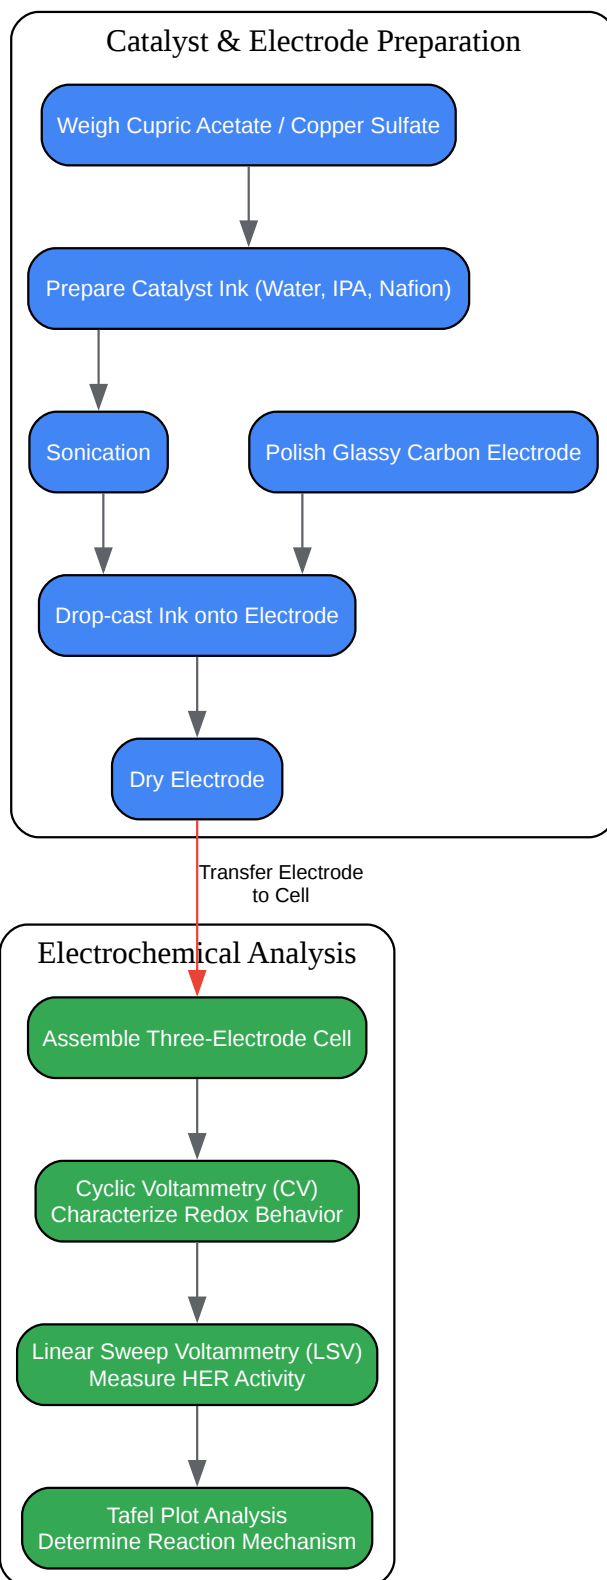 Catalyst & Electrode Preparation
Weigh Cupric Acetate / Copper Sulfate
Prepare Catalyst Ink (Water, IPA, Nafion)
Sonication
Polish Glassy Carbon Electrode
Drop-cast Ink onto Electrode
Dry Electrode
Transfer Electrode
to Cell
Electrochemical Analysis
Assemble Three-Electrode Cell
Cyclic Voltammetry (CV)
Characterize Redox Behavior
Linear Sweep Voltammetry (LSV)
Measure HER Activity
Tafel Plot Analysis
Determine Reaction Mechanism